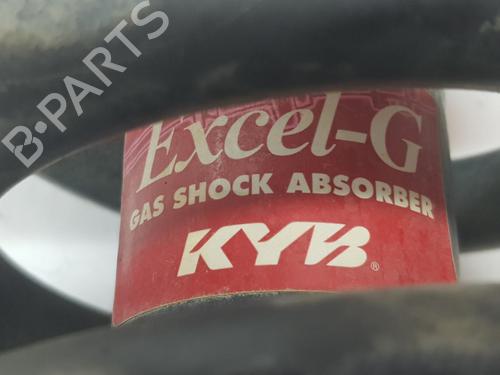 B·PARTS
Excel-G
GAS SHOCK ABSORBER
KYB®